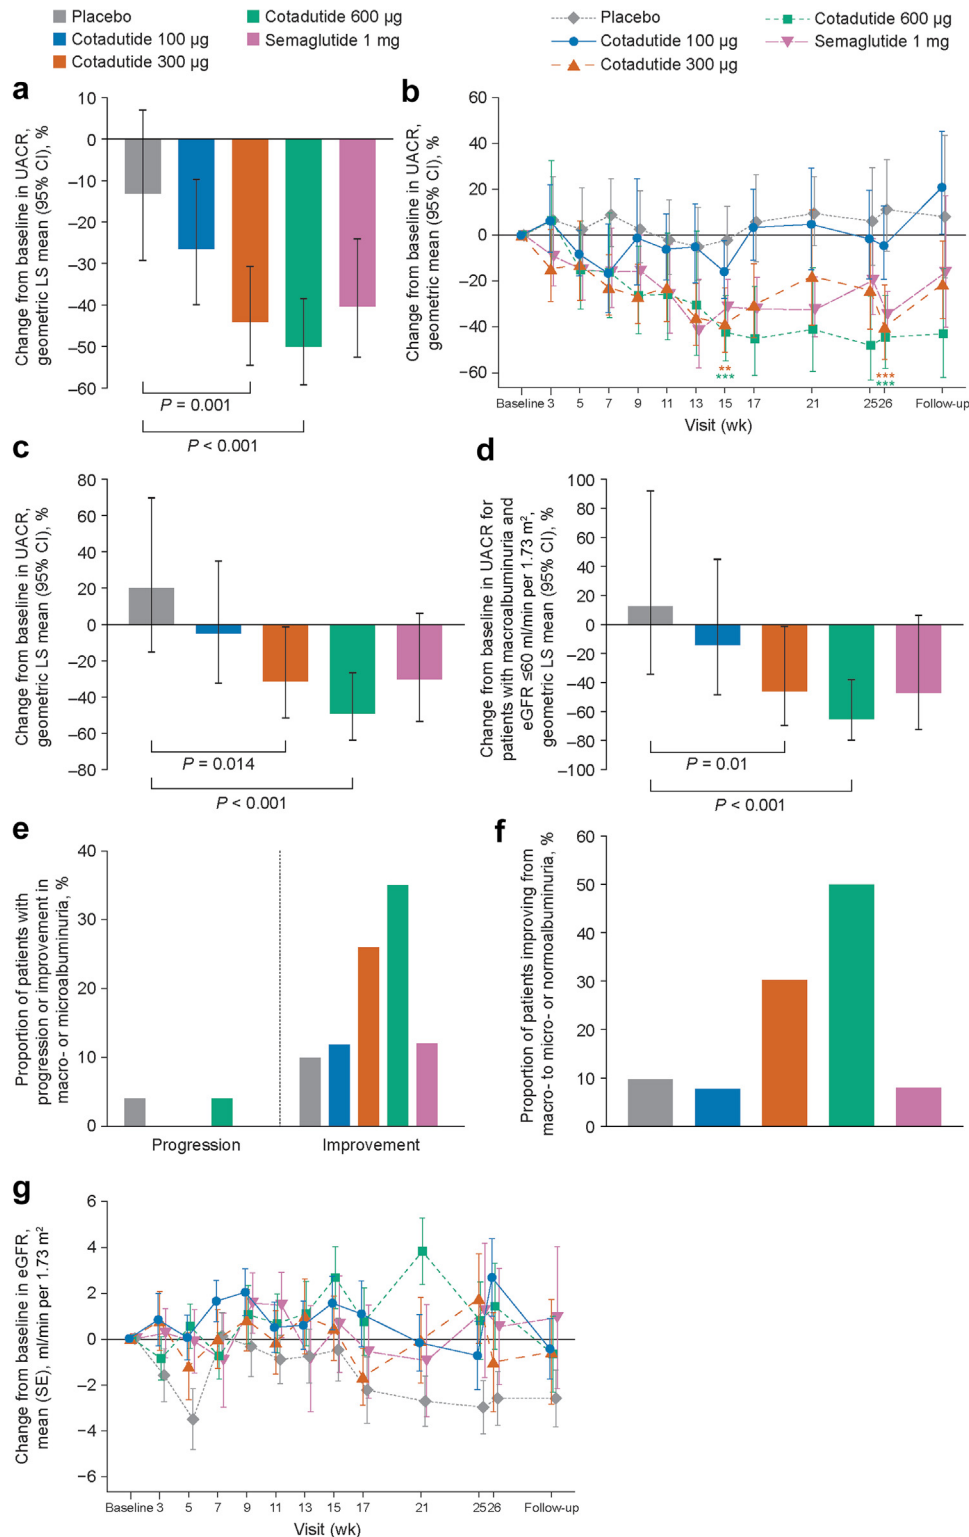 Placebo
Cotadutide 100 µg
Cotadutide 300 µg
Cotadutide 600 µg
Semaglutide 1 mg
Placebo
Cotadutide 100 µg
Cotadutide 300 µg
Cotadutide 600 µg
Semaglutide 1 mg
a
Change from baseline in UACR,
geometric LS mean (95% CI), %
10
0
–10
–20
–30
–40
–50
–60
P = 0.001
P < 0.001
b
Change from baseline in UACR,
geometric mean (95% CI), %
60
40
20
0
–20
–40
–60
**
***
***
***
Baseline 3 5 7 9 11 13 15 17 21 25 26 Follow-up
Visit (wk)
c
Change from baseline in UACR,
geometric LS mean (95% CI), %
80
60
40
20
0
–20
–40
–60
–80
P = 0.014
P < 0.001
d
Change from baseline in UACR for
patients with macroalbuminuria and
eGFR ≤60 ml/min per 1.73 m²,
geometric LS mean (95% CI), %
100
80
60
40
20
0
–20
–40
–60
–80
–100
P = 0.01
P < 0.001
e
Proportion of patients with
progression or improvement in
macro- or microalbuminuria, %
40
30
20
10
0
Progression Improvement
f
Proportion of patients improving from
macro- to micro- or normoalbuminuria, %
60
50
40
30
20
10
0
g
Change from baseline in eGFR,
mean (SE), ml/min per 1.73 m²
6
4
2
0
–2
–4
–6
Baseline 3 5 7 9 11 13 15 17 21 25 26 Follow-up
Visit (wk)